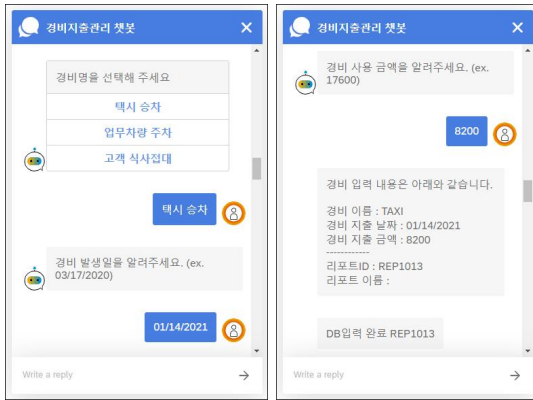 경비지출관리 챗봇
경비명을 선택해 주세요
택시 승차
업무차량 주차
고객 식사접대
택시 승차
경비 발생일을 알려주세요. (ex.
03/17/2020)
01/14/2021
Write a reply
경비지출관리 챗봇
경비 사용 금액을 알려주세요. (ex.
17600)
8200
경비 입력 내용은 아래와 같습니다.
경비 이름 : TAXI
경비 지출 날짜 : 01/14/2021
경비 지출 금액 : 8200
------------
리포트ID : REP1013
리포트 이름 :
DB입력 완료 REP1013
Write a reply